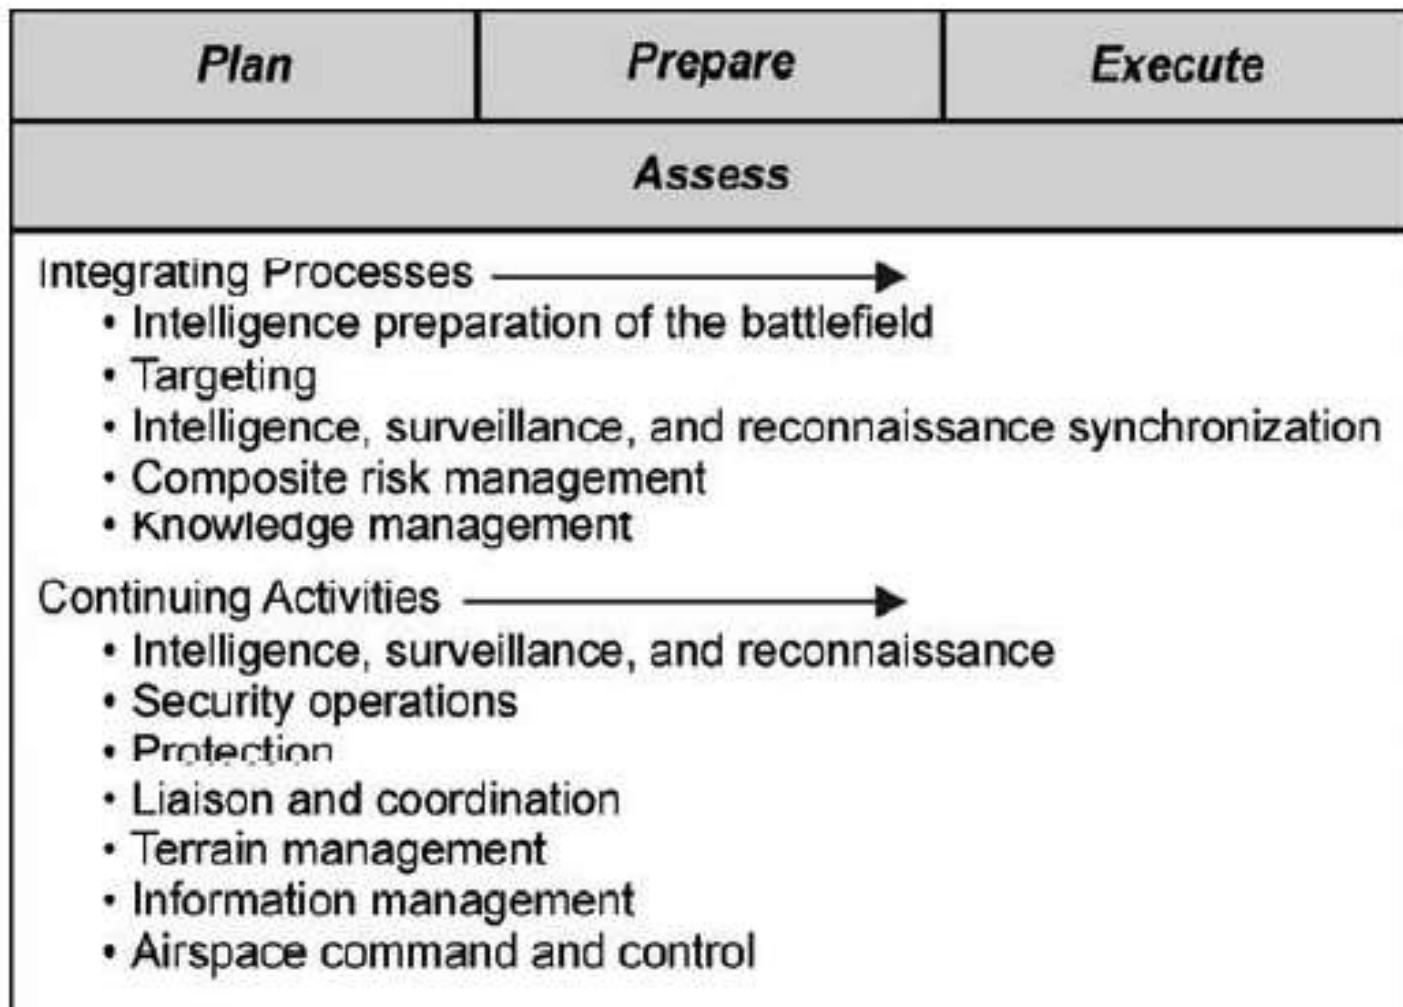 Plan Prepare Execute
Assess
Integrating Processes
• Intelligence preparation of the battlefield
• Targeting
• Intelligence, surveillance, and reconnaissance synchronization
• Composite risk management
• Knowledge management
Continuing Activities
• Intelligence, surveillance, and reconnaissance
• Security operations
• Protection
• Liaison and coordination
• Terrain management
• Information management
• Airspace command and control